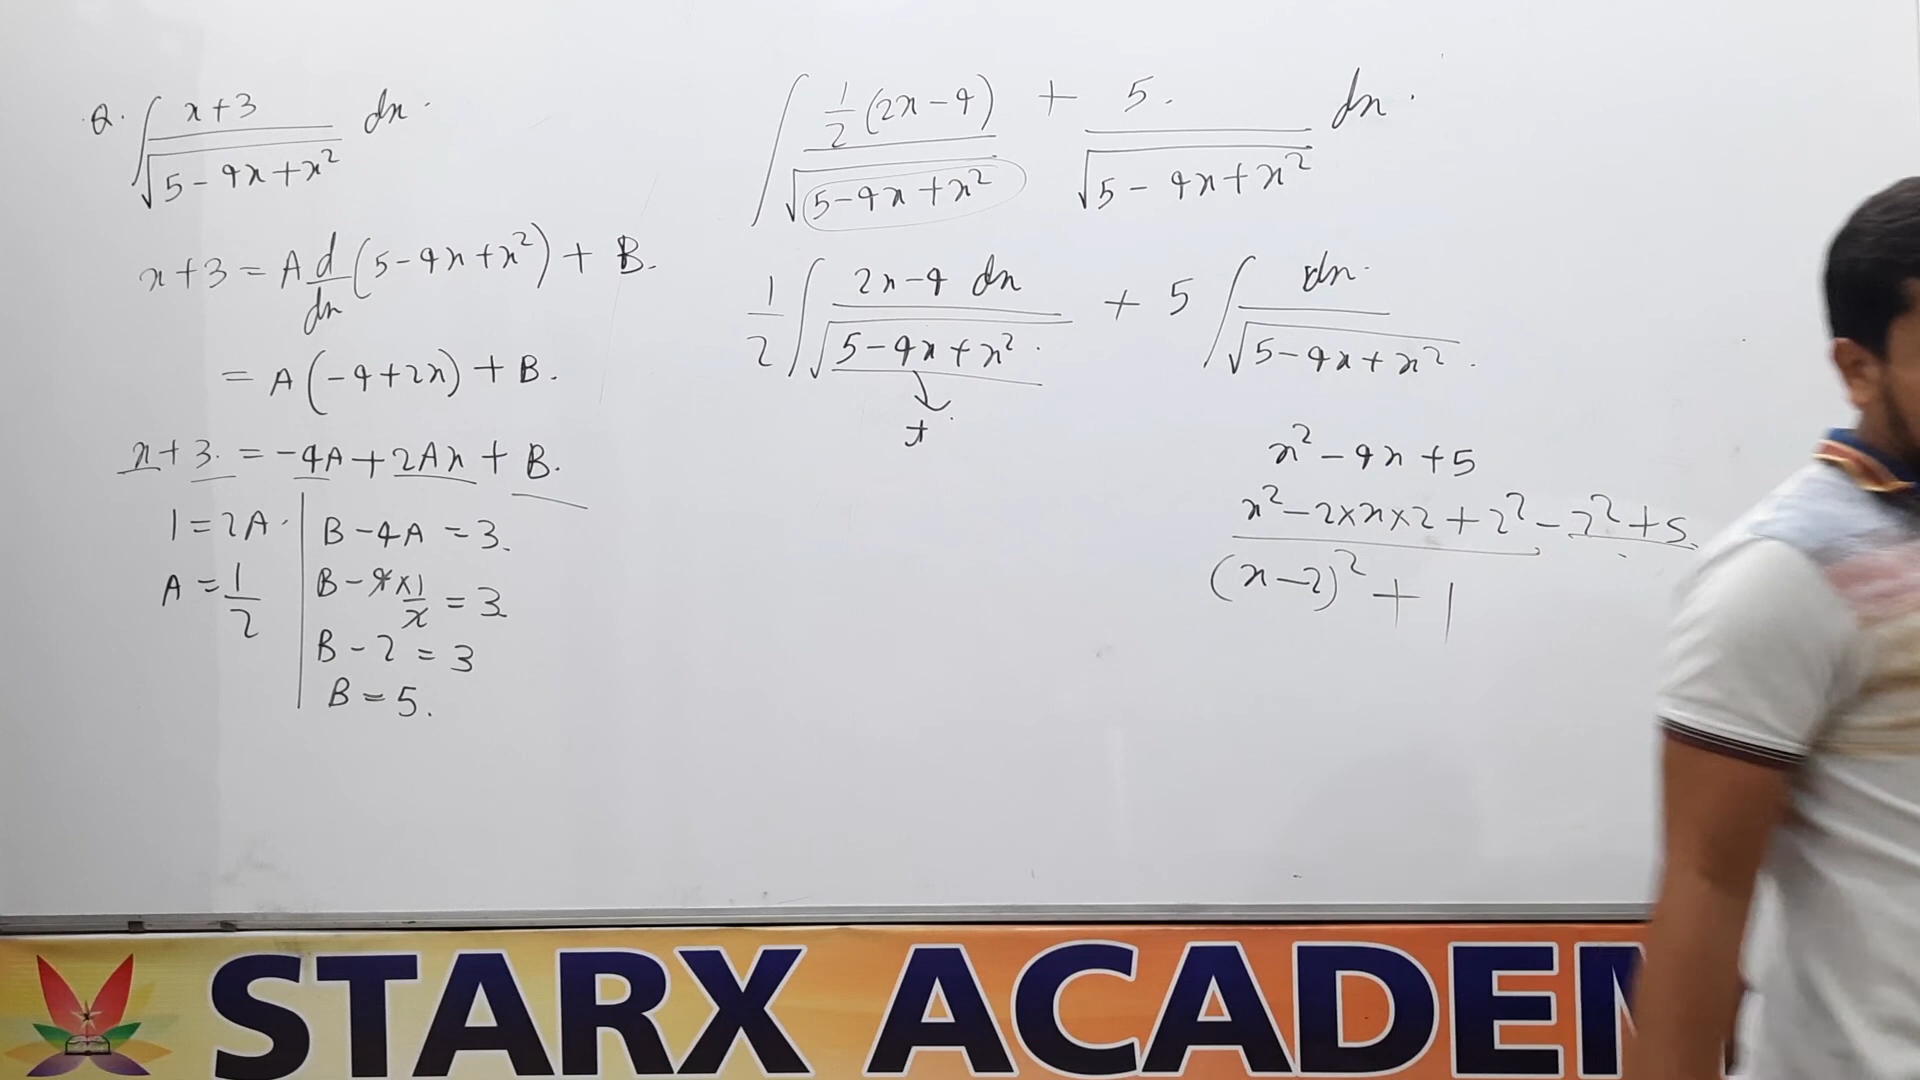 Q. ∫ x+3 / √(5-4x+x²) dx.
x+3 = A d/dx (5-4x+x²) + B.
= A(-4+2x) + B.
x+3. = -4A+2Ax + B.
1=2A.
A = 1/2
B-4A = 3.
B-4×1/2 = 3
B-2 = 3
B = 5.
∫ 1/2 (2x-4) / √(5-4x+x²) + 5. / √(5-4x+x²) dx.
1/2 ∫ 2x-4 dx / √(5-4x+x²). + 5 ∫ dx. / √(5-4x+x²).
t
x²-4x+5
x²-2×x×2+2²-2²+5
(x-2)²+1
STARX ACADEM